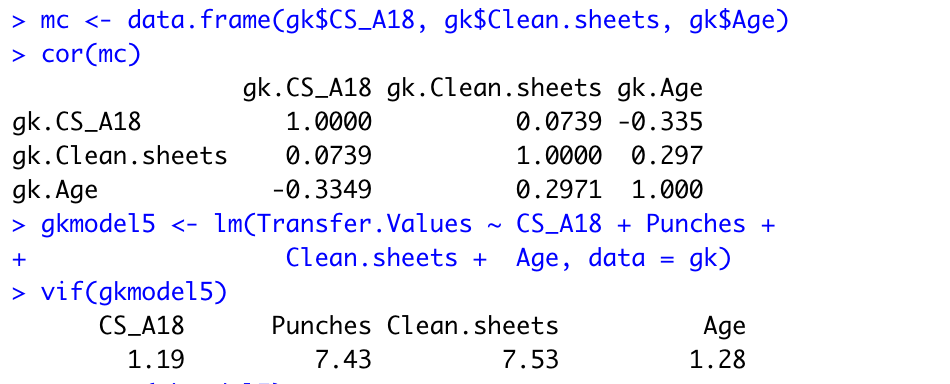 > mc <- data.frame(gk$CS_A18, gk$Clean.sheets, gk$Age)
> cor(mc)
gk.CS_A18 gk.Clean.sheets gk.Age
gk.CS_A18 1.0000 0.0739 -0.335
gk.Clean.sheets 0.0739 1.0000 0.297
gk.Age -0.3349 0.2971 1.000
> gkmodel5 <- lm(Transfer.Values ~ CS_A18 + Punches +
+ Clean.sheets + Age, data = gk)
> vif(gkmodel5)
CS_A18 Punches Clean.sheets Age
1.19 7.43 7.53 1.28